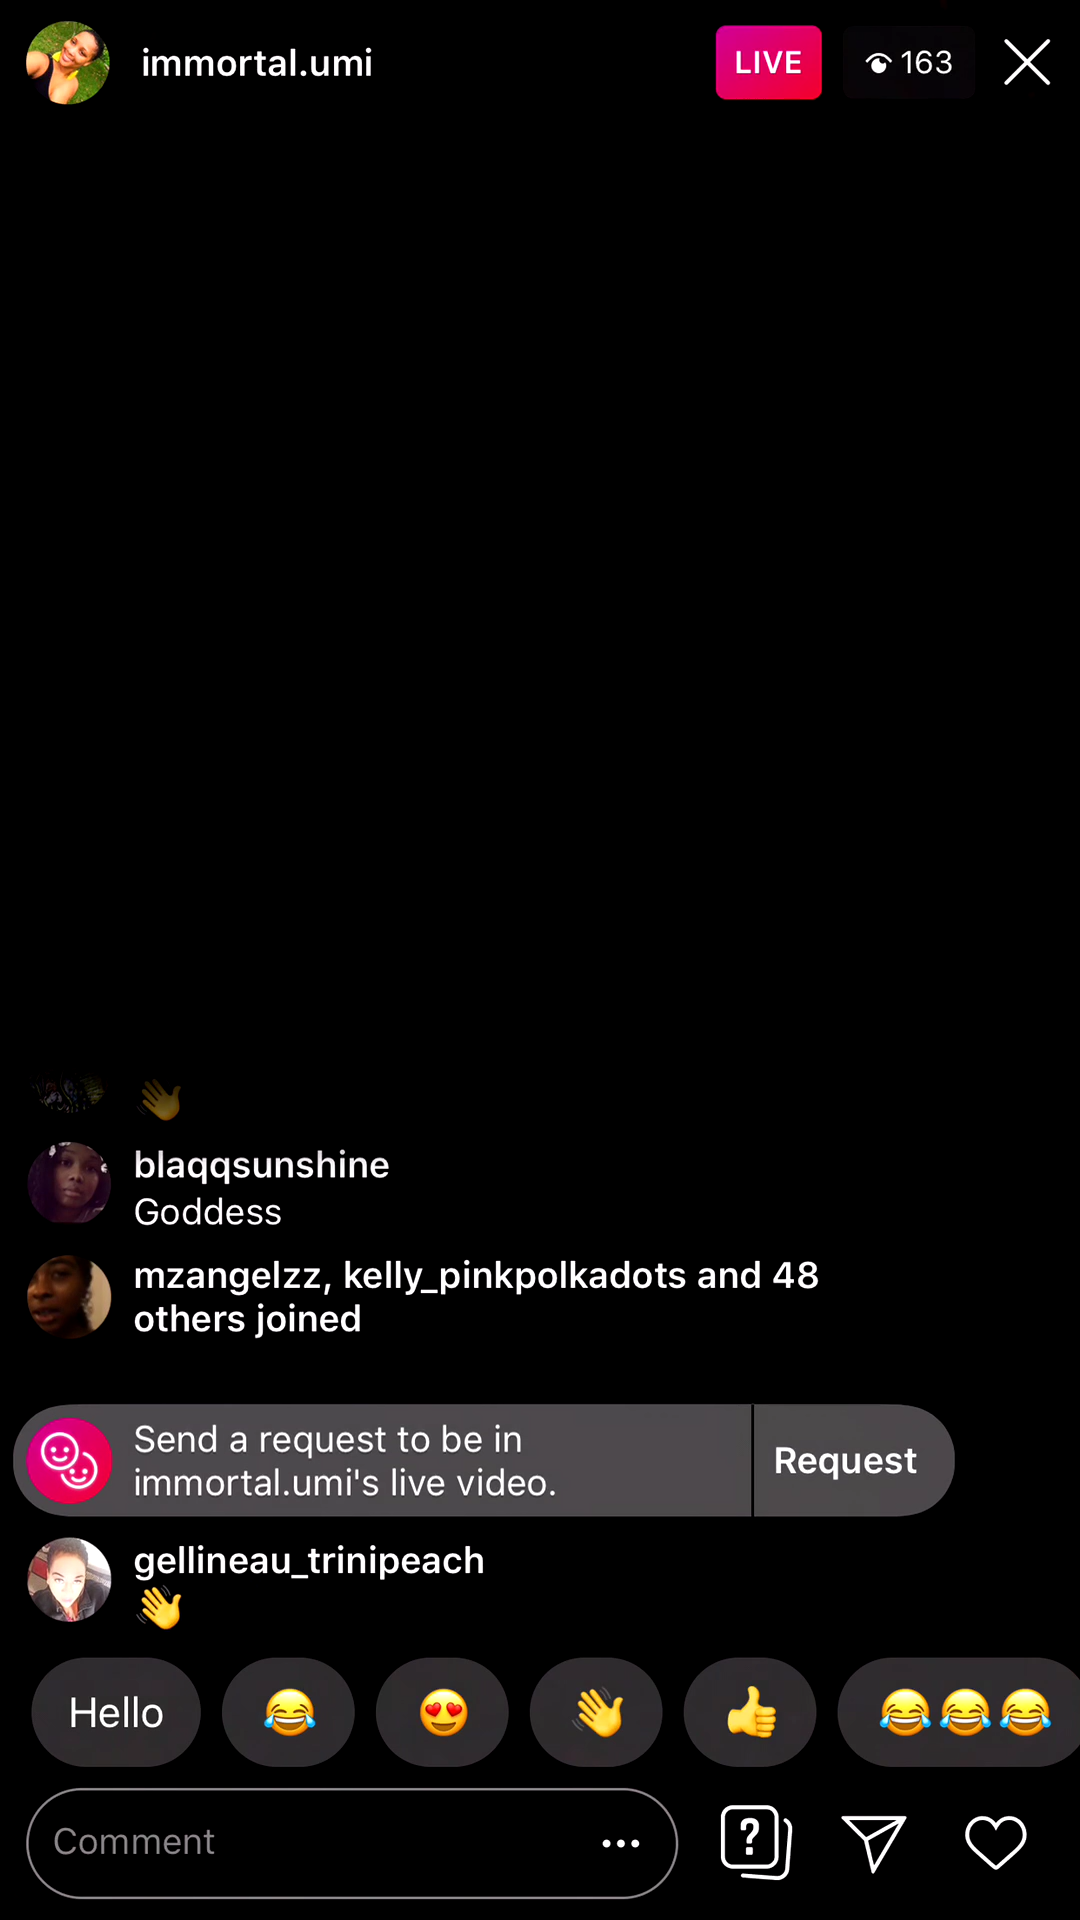 immortal.umi
LIVE
163
👋
blaqqsunshine
Goddess
mzangelzz, kelly_pinkpolkadots and 48
others joined
Send a request to be in
immortal.umi's live video.
Request
gellineau_trinipeach
👋
Hello 😂 😍 👋 👍 😂😂😂
Comment